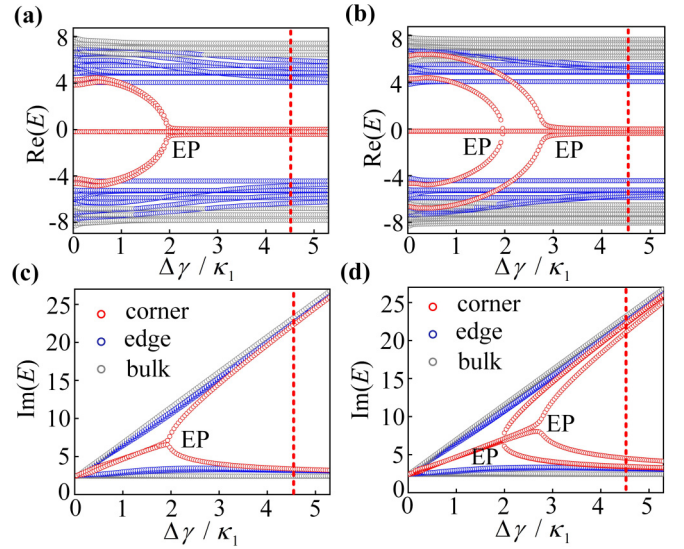 (a)
(b)
8
4
0
-4
-8
Re(E)
EP
0 1 2 3 4 5
Δγ / κ₁
8
4
0
-4
-8
Re(E)
EP
EP
0 1 2 3 4 5
Δγ / κ₁
(c)
(d)
25
20
15
10
5
0
Im(E)
corner
edge
bulk
EP
0 1 2 3 4 5
Δγ / κ₁
25
20
15
10
5
0
Im(E)
corner
edge
bulk
EP
EP
0 1 2 3 4 5
Δγ / κ₁